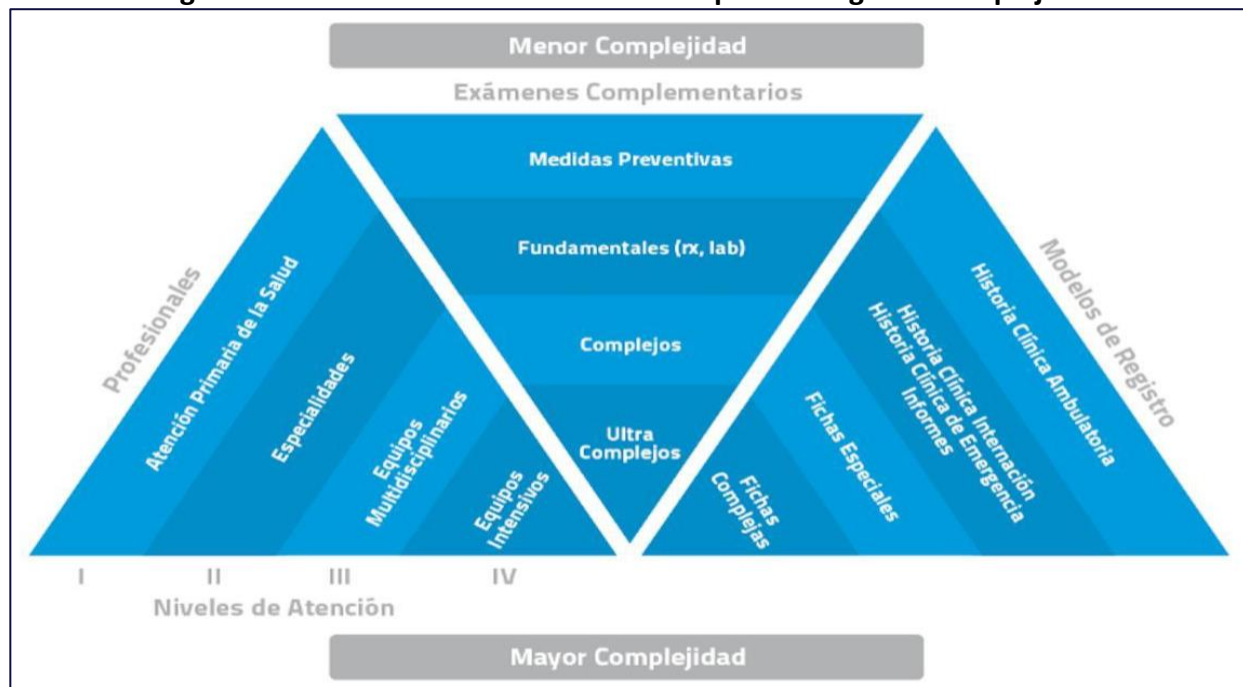 Menor Complejidad
Exámenes Complementarios
Medidas Preventivas
Fundamentales (rx, lab)
Complejos
Ultra
Complejos
Profesionales
Atención Primaria de la Salud
Especialidades
Equipos
Multidisciplinarios
Equipos
Intensivos
Fichas
Complejas
Fichas Especiales
Historia Clínica Internación
Historia Clínica de Emergencia
Informes
Historia Clínica Ambulatoria
Modelos de Registro
I II III IV
Niveles de Atención
Mayor Complejidad